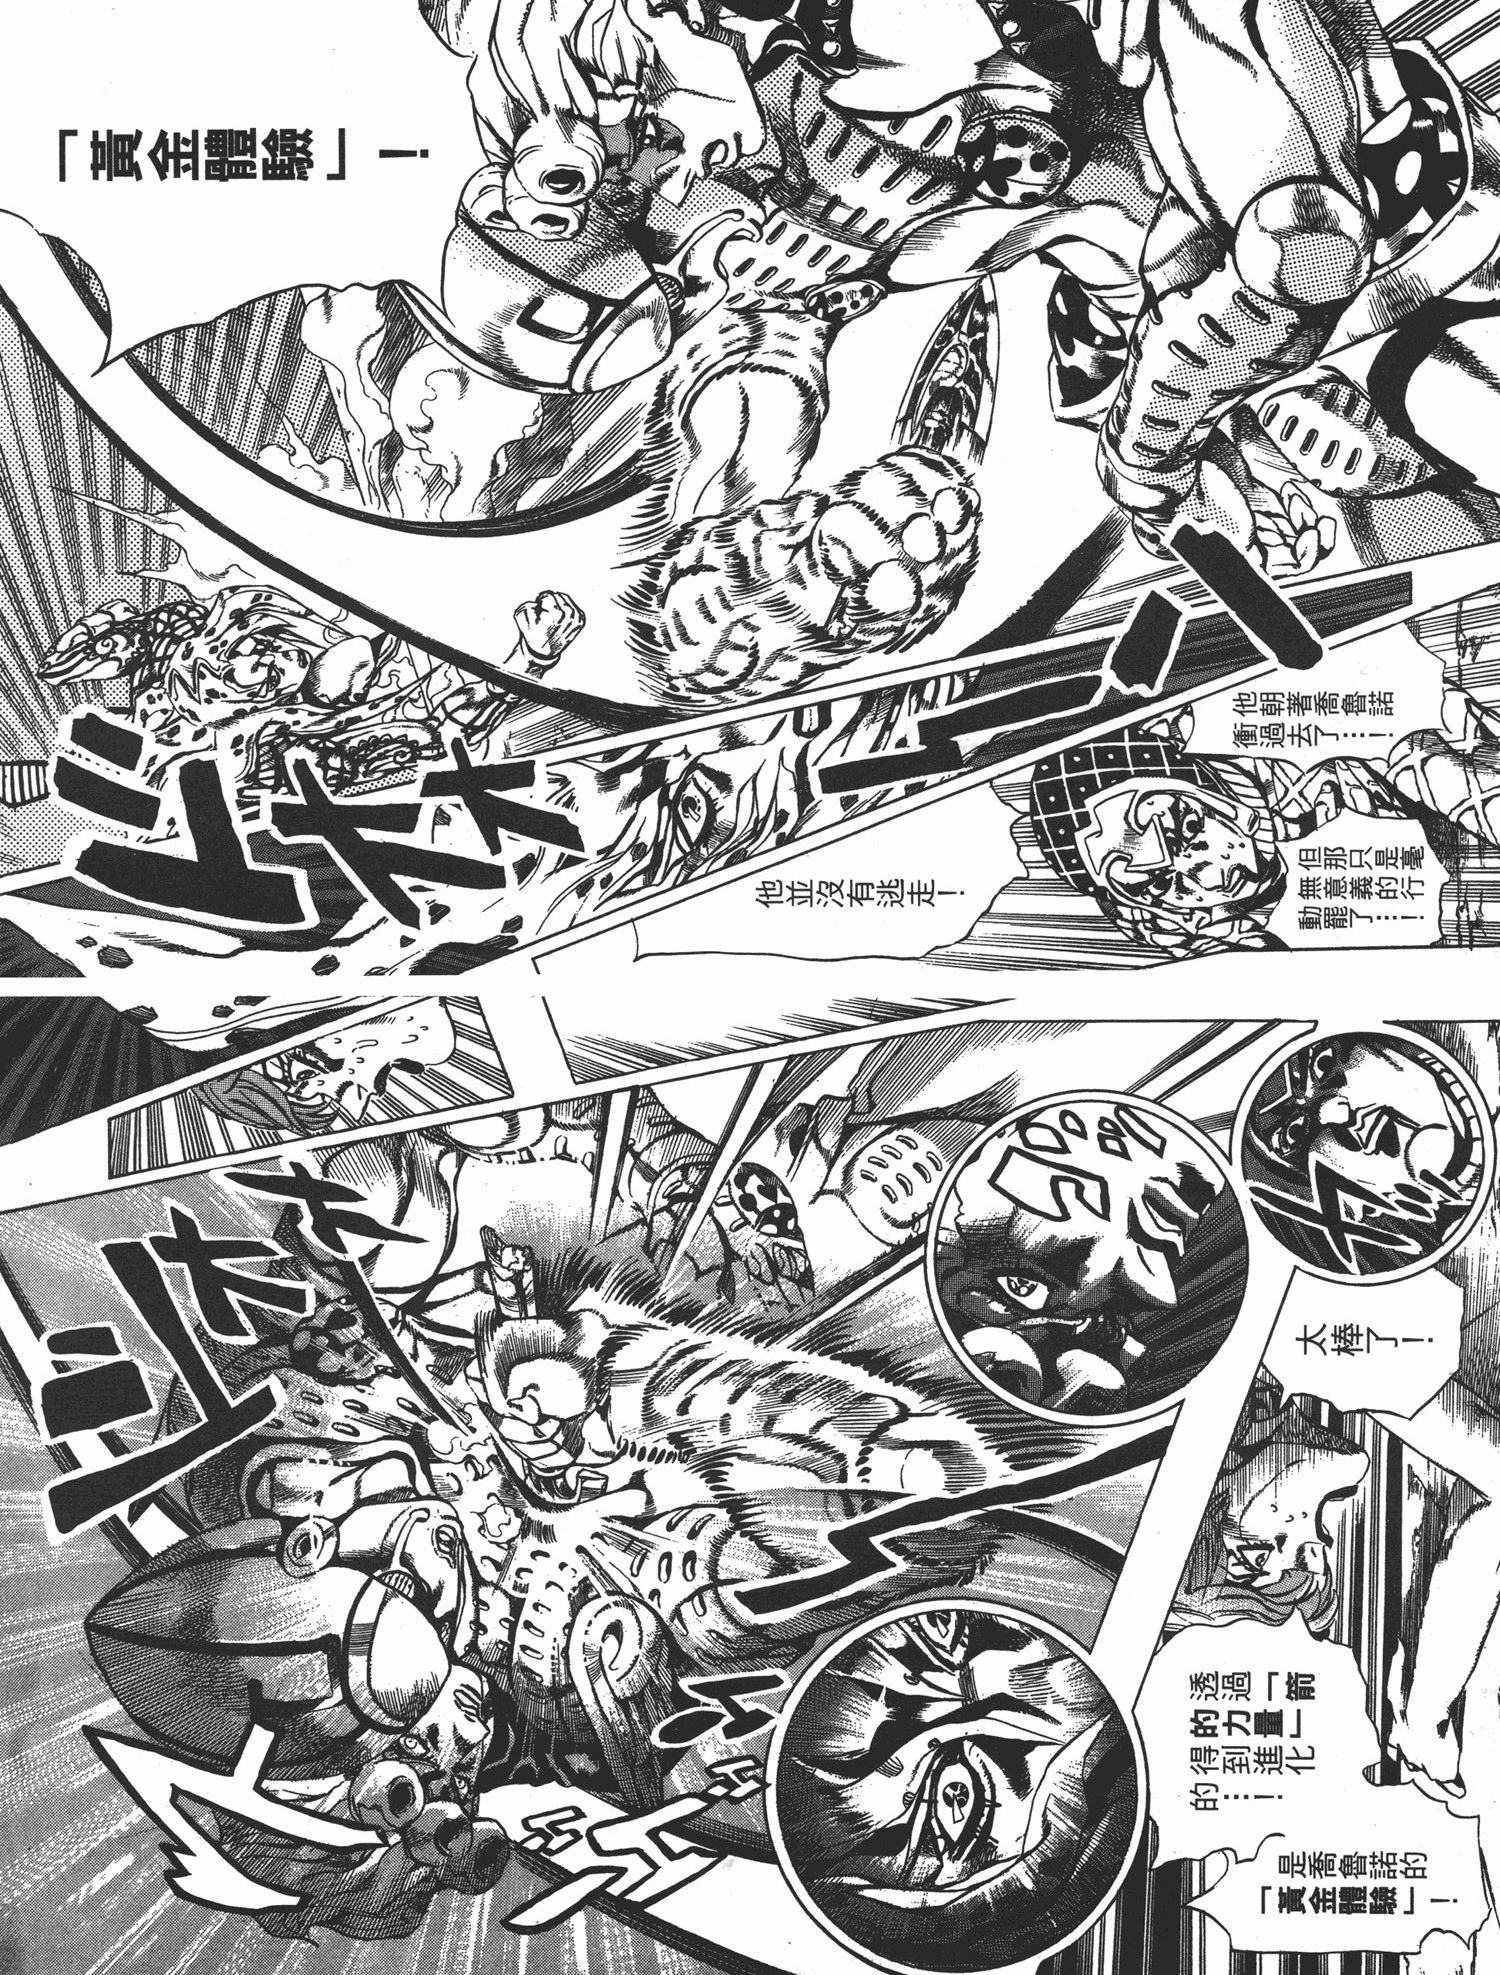 「黃金體驗」！
他朝著喬魯諾
衝過去了…！
但那只是毫
無意義的行
動罷了…！
他並沒有逃走！
太棒了！
透過「箭
的力量」
得到進化
的…！
是喬魯諾的
「黃金體驗」！